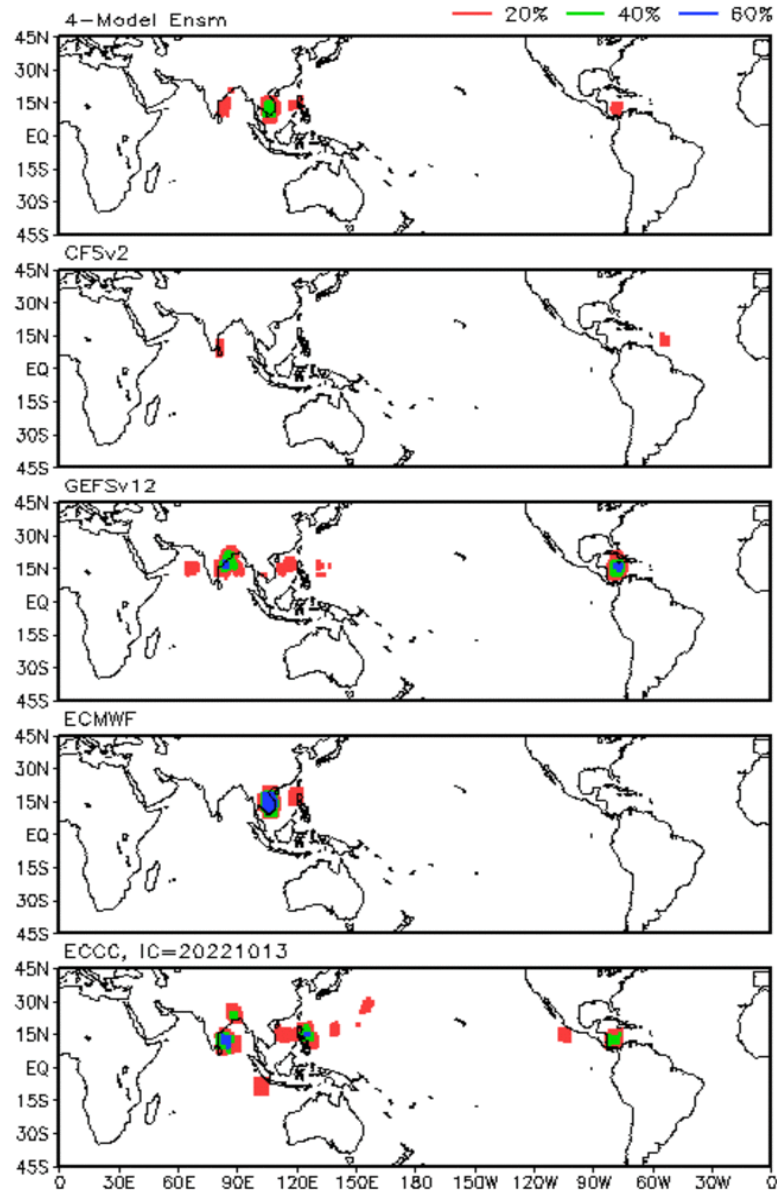 4-Model Ensm 20% 40% 60%
45N
30N
15N
EQ
15S
30S
45S
CFSv2
45N
30N
15N
EQ
15S
30S
45S
GEFSv12
45N
30N
15N
EQ
15S
30S
45S
ECMWF
45N
30N
15N
EQ
15S
30S
45S
ECCC, IC=20221013
45N
30N
15N
EQ
15S
30S
45S
0 30E 60E 90E 120E 150E 180 150W 120W 90W 60W 30W 0